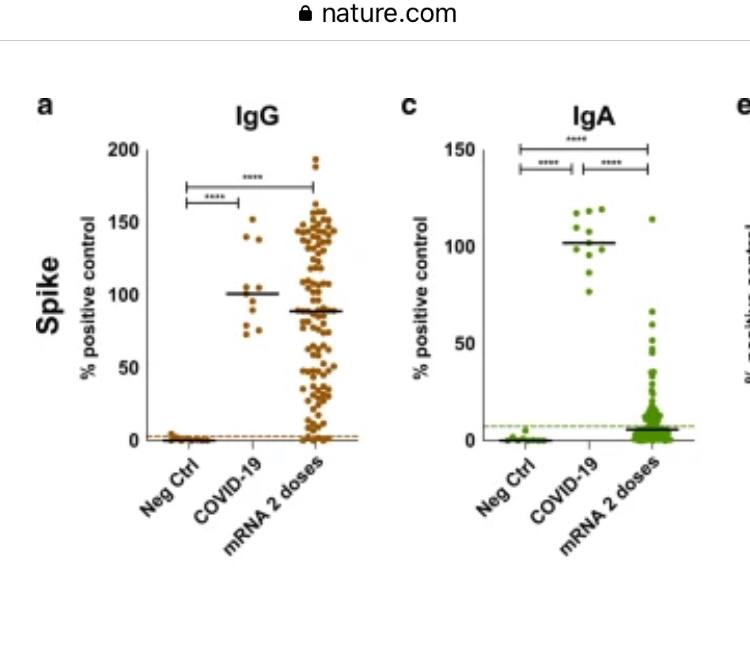 nature.com
a
IgG
Spike
% positive control
200
150
100
50
0
****
****
Neg Ctrl
COVID-19
mRNA 2 doses
c
IgA
% positive control
150
100
50
0
****
****
****
Neg Ctrl
COVID-19
mRNA 2 doses
e